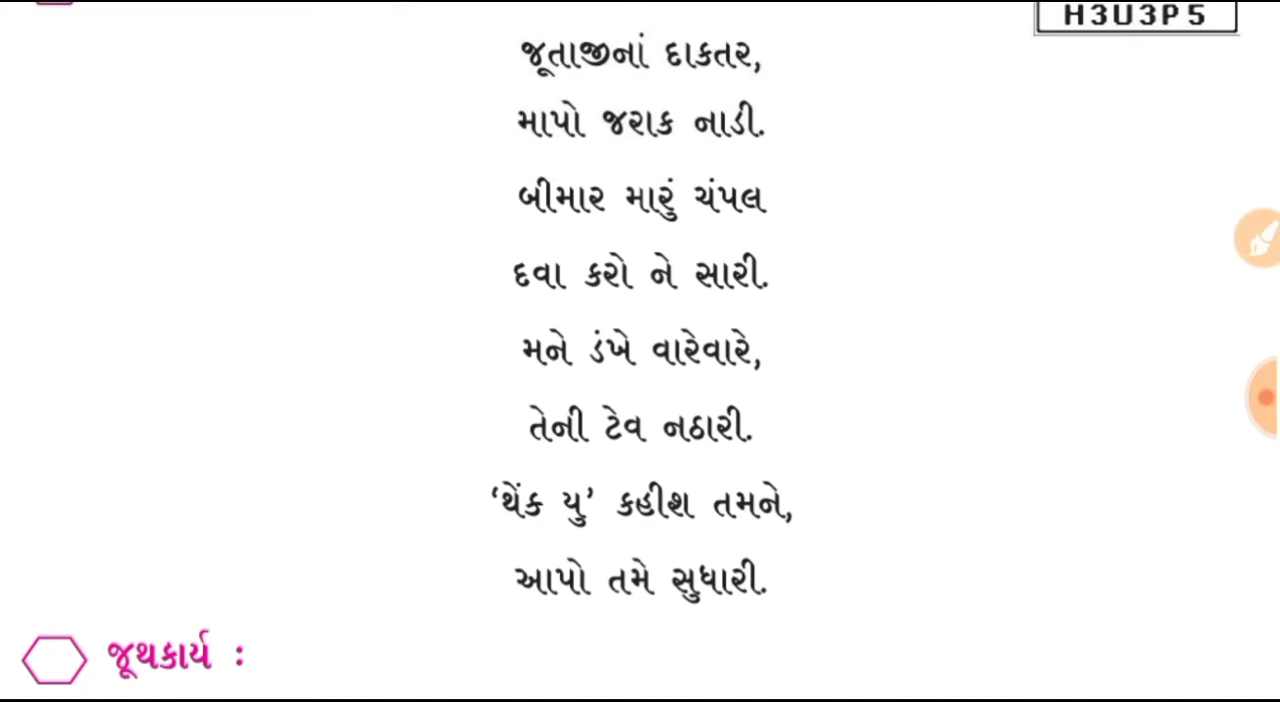 H3U3P5
જૂતાજીનાં દાકતર,
માપો જરાક નાડી.
બીમાર મારું ચંપલ
દવા કરો ને સારી.
મને ડંખે વારેવારે,
તેની ટેવ નઠારી.
‘થેંક યુ’ કહીશ તમને,
આપો તમે સુધારી.
જૂથકાર્ય :